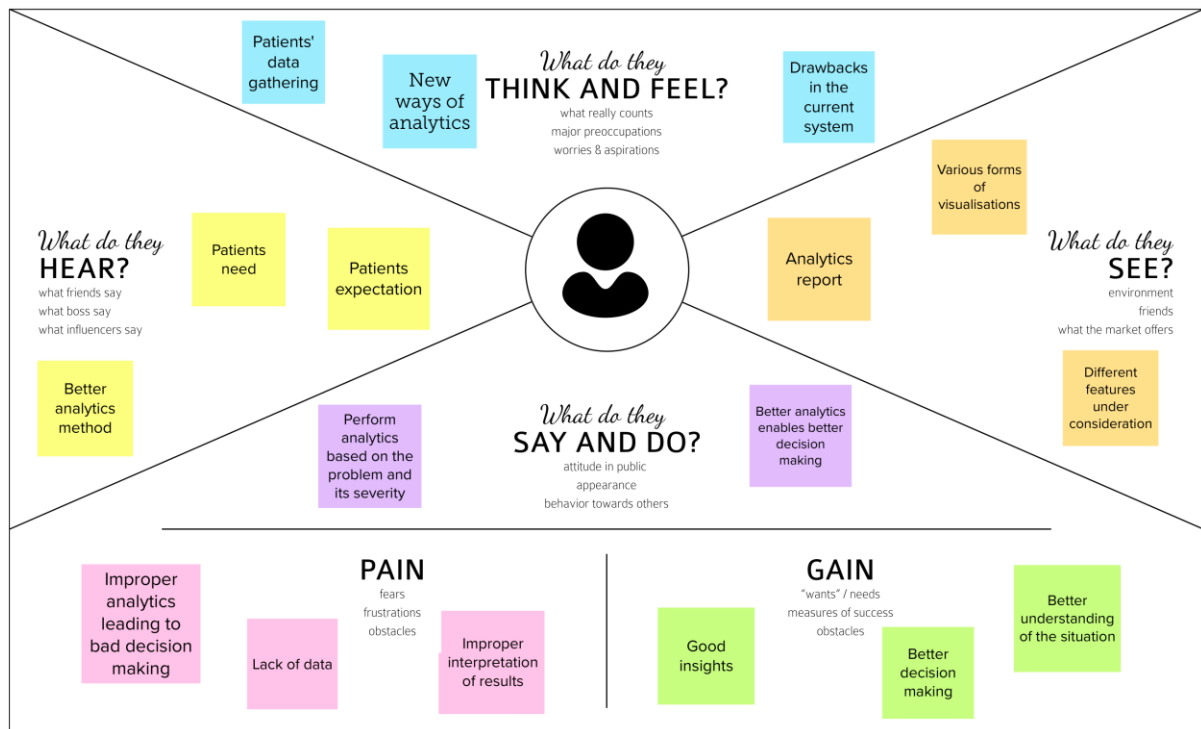 Patients'
data
gathering
New
ways of
analytics
What do they
THINK AND FEEL?
what really counts
major preoccupations
worries & aspirations
Drawbacks
in the
current
system
What do they
HEAR?
what friends say
what boss say
what influencers say
Patients
need
Patients
expectation
Better
analytics
method
Various forms
of
visualisations
Analytics
report
What do they
SEE?
environment
friends
what the market offers
Different
features
under
consideration
Perform
analytics
based on the
problem and
its severity
What do they
SAY AND DO?
attitude in public
appearance
behavior towards others
Better analytics
enables better
decision
making
PAIN
fears
frustrations
obstacles
Improper
analytics
leading to
bad decision
making
Lack of data
Improper
interpretation
of results
GAIN
"wants" / needs
measures of success
obstacles
Good
insights
Better
decision
making
Better
understanding
of the situation